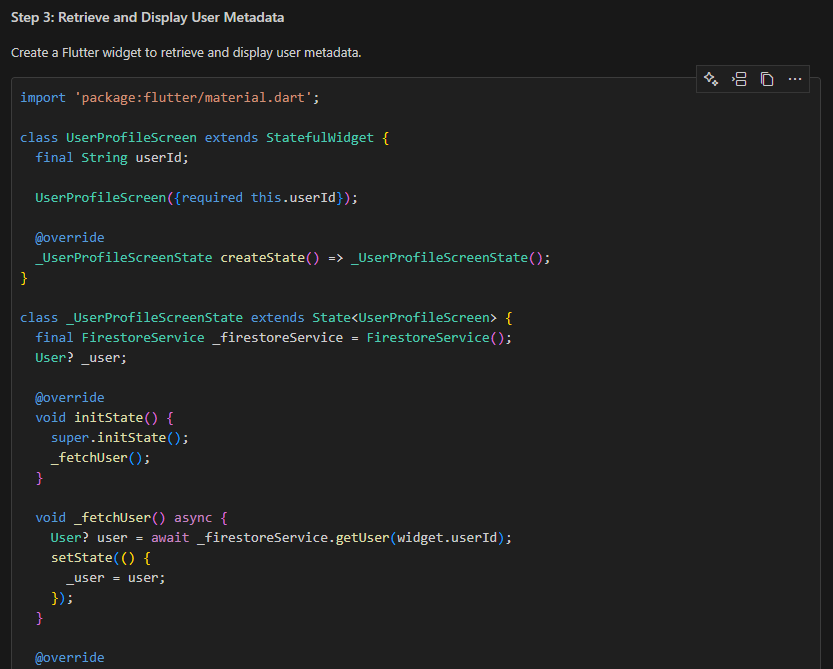 Step 3: Retrieve and Display User Metadata
Create a Flutter widget to retrieve and display user metadata.
import 'package:flutter/material.dart';
class UserProfileScreen extends StatefulWidget {
  final String userId;
  UserProfileScreen({required this.userId});
  @override
  _UserProfileScreenState createState() => _UserProfileScreenState();
}
class _UserProfileScreenState extends State<UserProfileScreen> {
  final FirestoreService _firestoreService = FirestoreService();
  User? _user;
  @override
  void initState() {
    super.initState();
    _fetchUser();
  }
  void _fetchUser() async {
    User? user = await _firestoreService.getUser(widget.userId);
    setState(() {
      _user = user;
    });
  }
  @override